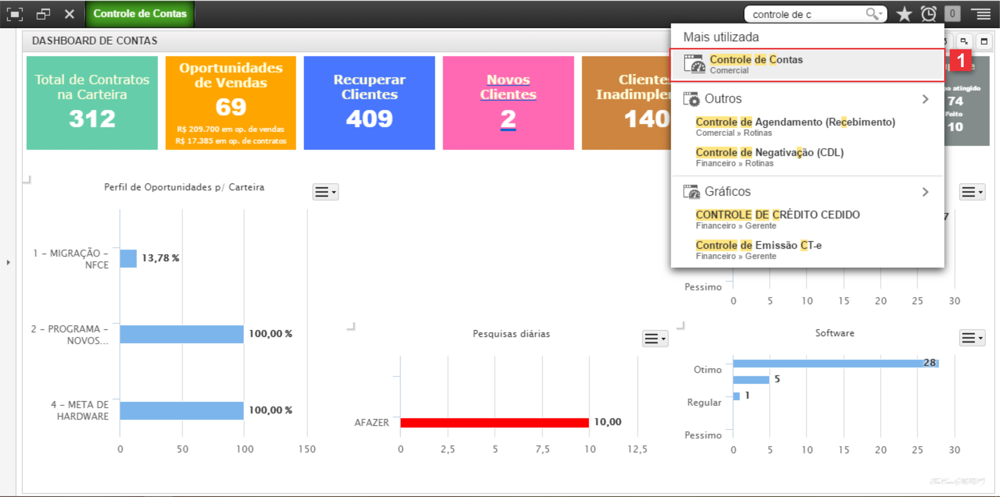 Controle de Contas
controle de c
0
DASHBOARD DE CONTAS
Mais utilizada
Controle de Contas
Comercial
1
Outros
Controle de Agendamento (Recebimento)
Comercial » Rotinas
Controle de Negativação (CDL)
Financeiro » Rotinas
Gráficos
CONTROLE DE CRÉDITO CEDIDO
Financeiro » Gerente
Controle de Emissão CT-e
Financeiro » Gerente
Total de Contratos
na Carteira
312
Oportunidades
de Vendas
69
R$ 209.700 em op. de vendas
R$ 17.385 em op. de contratos
Recuperar
Clientes
409
Novos
Clientes
2
Cliente
Inadimple
140
atingido
74
Feito
10
Perfil de Oportunidades p/ Carteira
1 - MIGRAÇÃO -
NFCE
13,78 %
2 - PROGRAMA -
NOVOS...
100,00 %
4 - META DE
HARDWARE
100,00 %
0 50 100 150
Pesquisas diárias
AFAZER
10,00
0 2,5 5 7,5 10 12,5
7
Pessimo
0 5 10 15 20 25 30
Software
Otimo
28
5
Regular
1
Pessimo
0 5 10 15 20 25 30